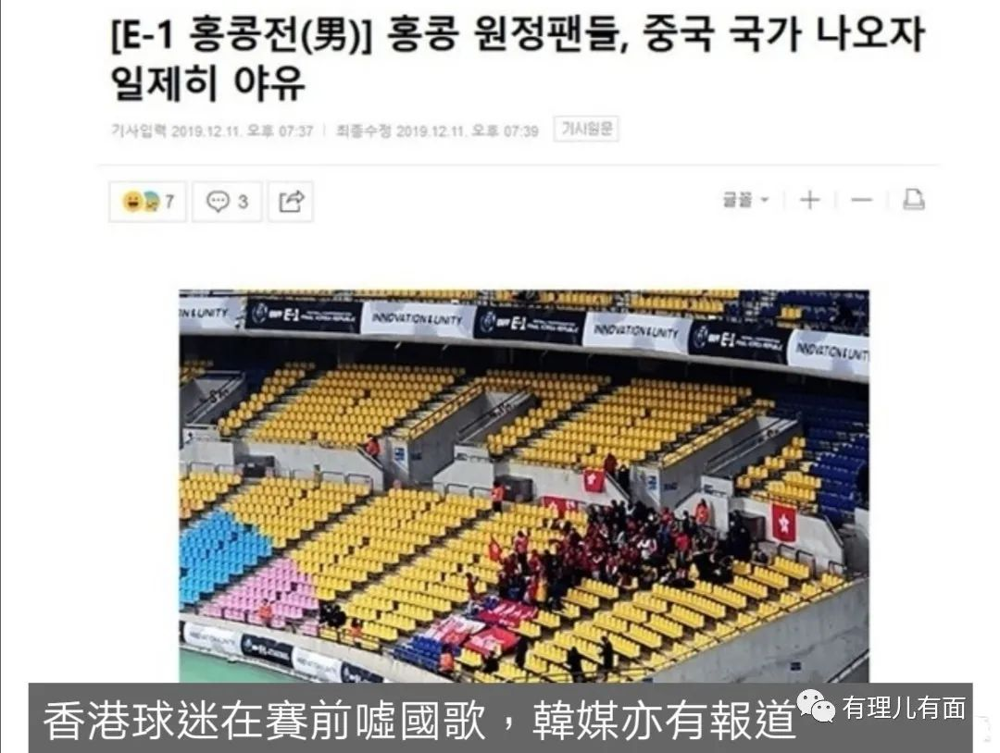 [E-1 홍콩전(男)] 홍콩 원정팬들, 중국 국가 나오자
일제히 야유
기사입력 2019.12.11. 오후 07:37 최종수정 2019.12.11. 오후 07:39 기사원문
7 3 글꼴
INNOVATION & UNITY
E-1
INNOVATION & UNITY
E-1
INNOVATION & UNITY
E-1
INNOVATION & UNITY
香港球迷在賽前噓國歌，韓媒亦有報道
有理儿有面